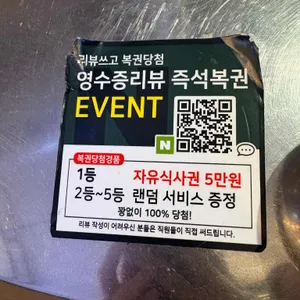 리뷰쓰고 복권당첨
영수증리뷰 즉석복권
EVENT
N
복권당첨경품
1등 자유식사권 5만원
2등~5등 랜덤 서비스 증정
꽝없이 100% 당첨!
리뷰 작성이 어려우신 분들은 직원들이 직접 써드립니다.